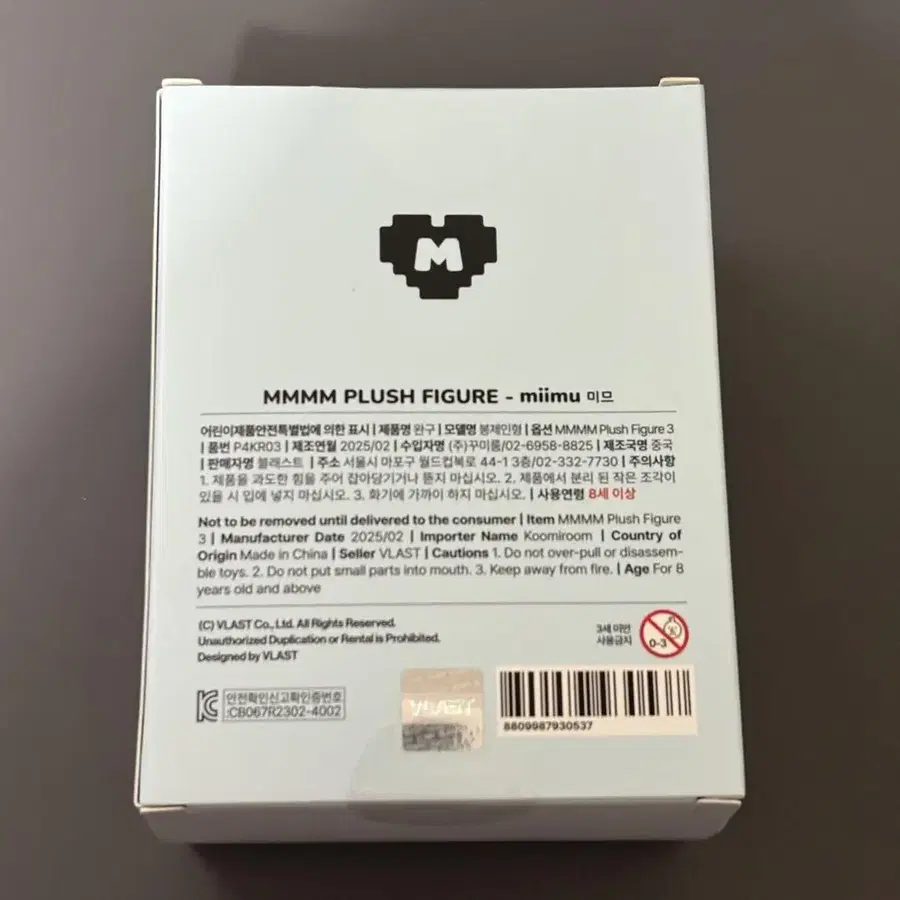 M
MMMM PLUSH FIGURE - miimu 미므
어린이제품안전특별법에 의한 표시 | 제품명 완구 | 모델명 봉제인형 | 옵션 MMMM Plush Figure 3
| 품번 P4KR03 | 제조연월 2025/02 | 수입자명 (주)꾸미룸/02-6958-8825 | 제조국명 중국
| 판매자명 블래스트 | 주소 서울시 마포구 월드컵북로 44-1 3층/02-332-7730 | 주의사항
1. 제품을 과도한 힘을 주어 잡아당기거나 뜯지 마십시오. 2. 제품에서 분리 된 작은 조각이
있을 시 입에 넣지 마십시오. 3. 화기에 가까이 하지 마십시오. | 사용연령 8세 이상
Not to be removed until delivered to the consumer | Item MMMM Plush Figure
3 | Manufacturer Date 2025/02 | Importer Name Koomiroom | Country of
Origin Made in China | Seller VLAST | Cautions 1. Do not over-pull or disassem-
ble toys. 2. Do not put small parts into mouth. 3. Keep away from fire. | Age For 8
years old and above
(C) VLAST Co., Ltd. All Rights Reserved.
Unauthorized Duplication or Rental is Prohibited.
Designed by VLAST
3세 미만
사용금지
0-3
안전확인신고확인증번호
:CB067R2302-4002
VLAST
8809987930537